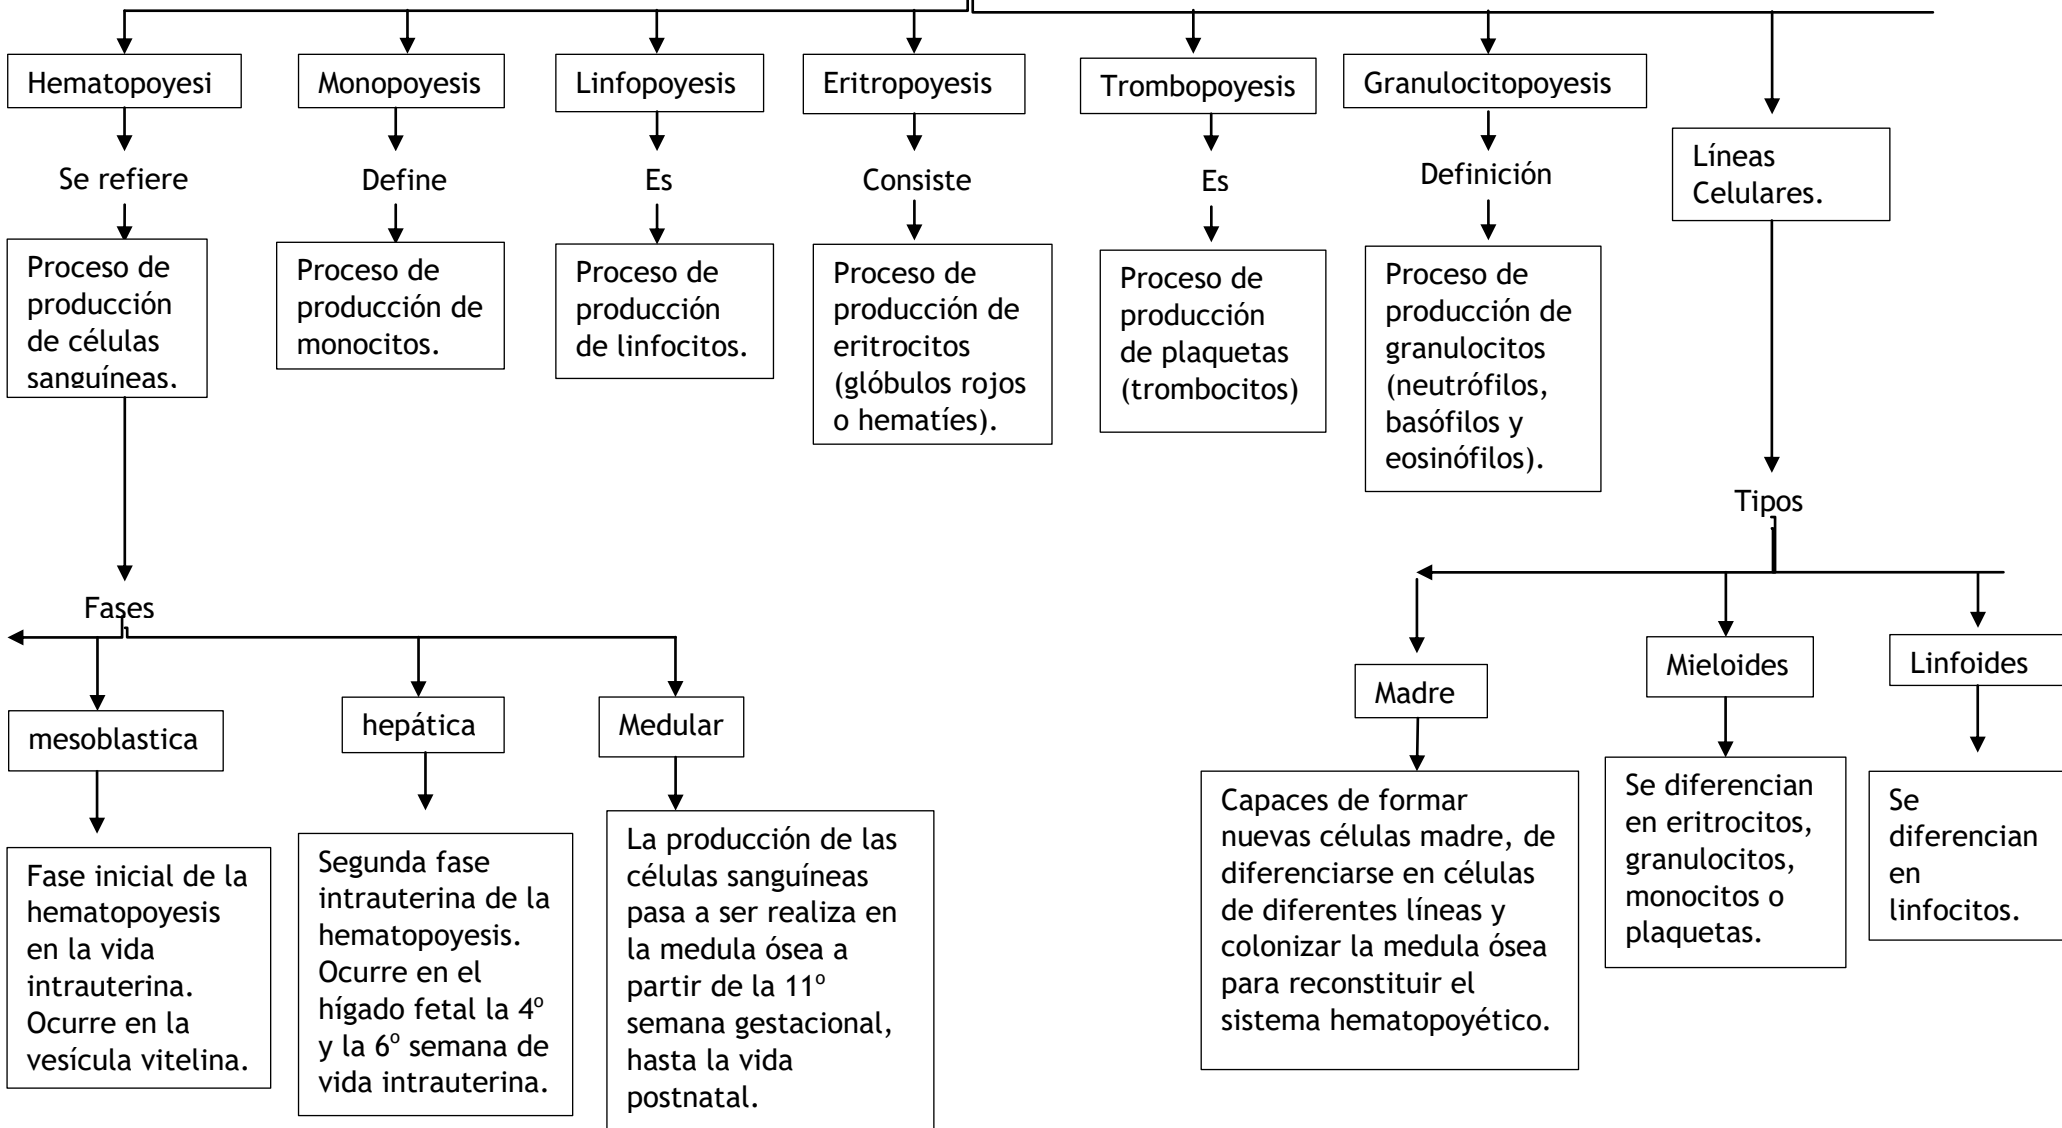 Hematopoyesi
Monopoyesis
Linfopoyesis
Eritropoyesis
Trombopoyesis
Granulocitopoyesis
Líneas
Celulares.
Se refiere
Define
Es
Consiste
Es
Definición
Proceso de
producción
de células
sanguíneas.
Proceso de
producción de
monocitos.
Proceso de
producción
de linfocitos.
Proceso de
producción de
eritrocitos
(glóbulos rojos
o hematíes).
Proceso de
producción
de plaquetas
(trombocitos)
Proceso de
producción de
granulocitos
(neutrófilos,
basófilos y
eosinófilos).
Tipos
Fases
mesoblastica
hepática
Medular
Madre
Mieloides
Linfoides
Fase inicial de la
hematopoyesis
en la vida
intrauterina.
Ocurre en la
vesícula vitelina.
Segunda fase
intrauterina de la
hematopoyesis.
Ocurre en el
hígado fetal la 4º
y la 6º semana de
vida intrauterina.
La producción de las
células sanguíneas
pasa a ser realiza en
la medula ósea a
partir de la 11º
semana gestacional,
hasta la vida
postnatal.
Capaces de formar
nuevas células madre, de
diferenciarse en células
de diferentes líneas y
colonizar la medula ósea
para reconstituir el
sistema hematopoyético.
Se diferencian
en eritrocitos,
granulocitos,
monocitos o
plaquetas.
Se
diferencian
en
linfocitos.